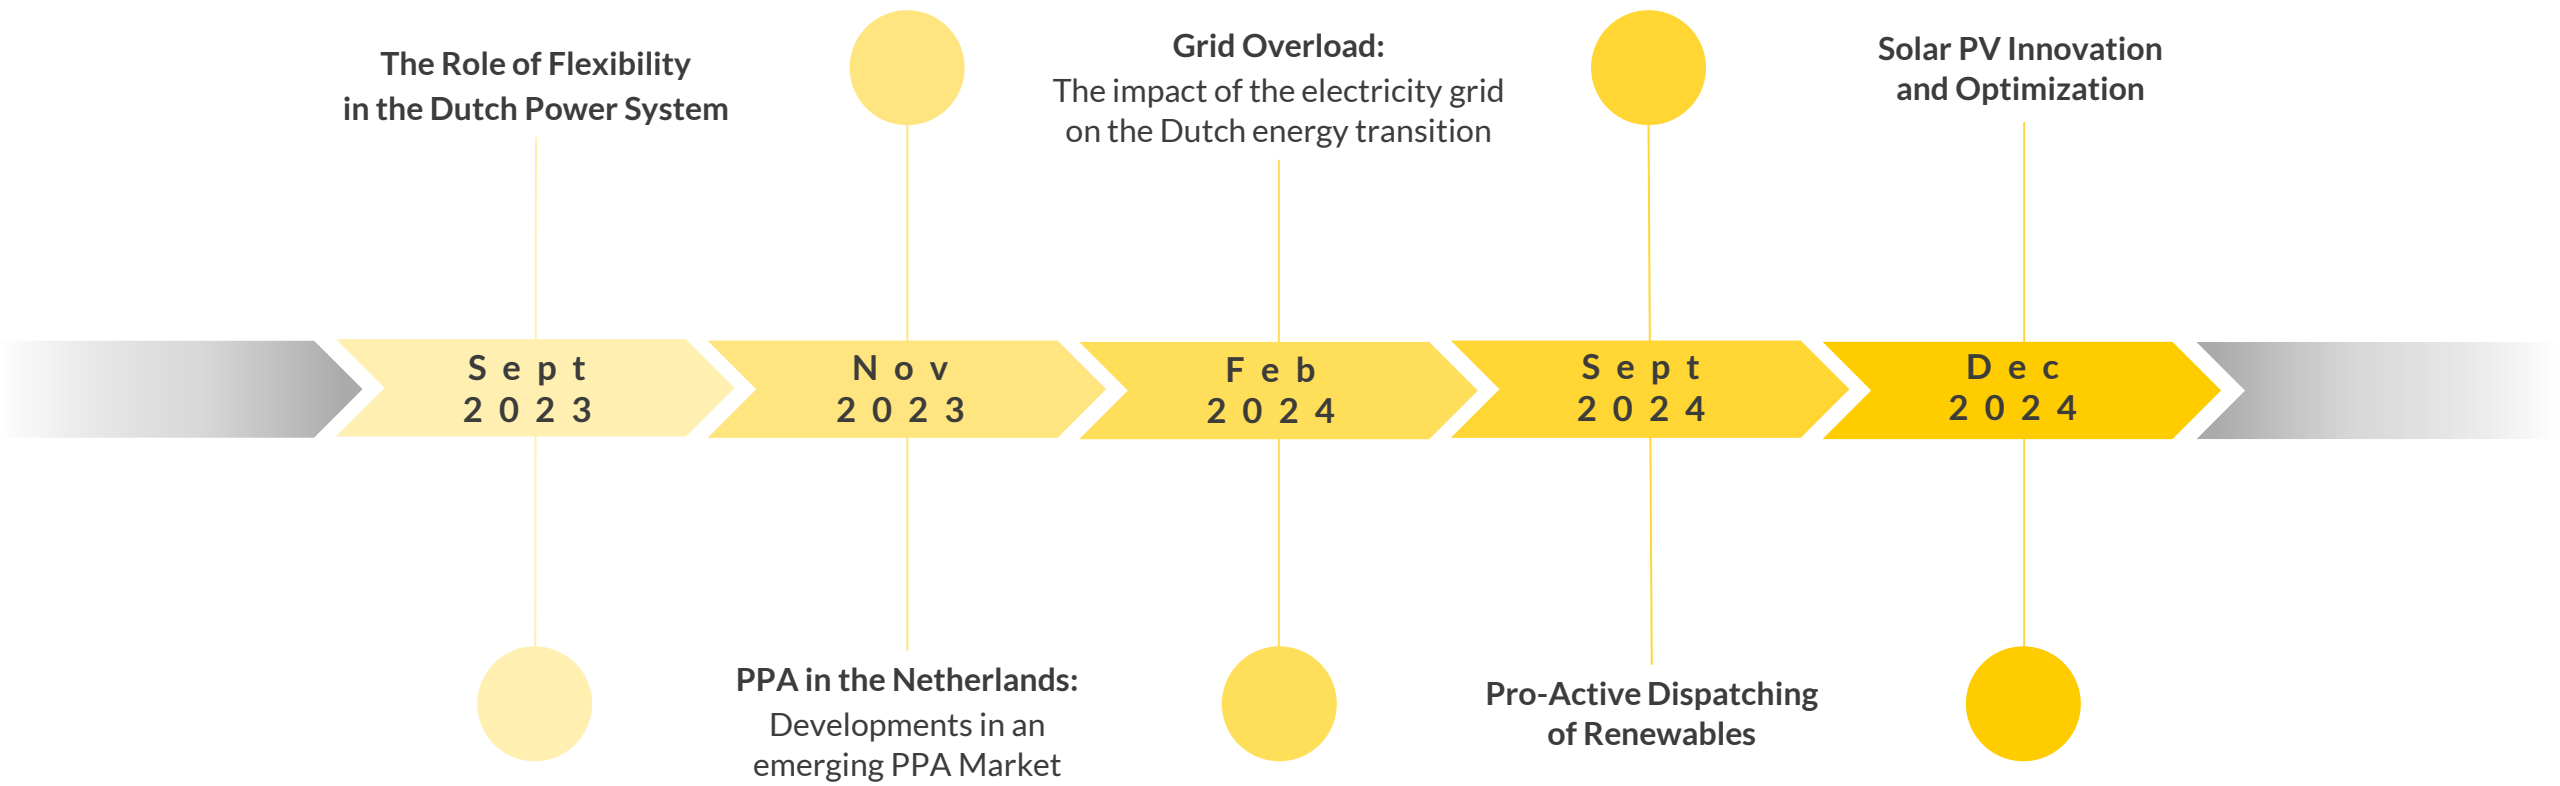 The Role of Flexibility
in the Dutch Power System
Grid Overload:
The impact of the electricity grid
on the Dutch energy transition
Solar PV Innovation
and Optimization
Sept
2023
Nov
2023
Feb
2024
Sept
2024
Dec
2024
PPA in the Netherlands:
Developments in an
emerging PPA Market
Pro-Active Dispatching
of Renewables